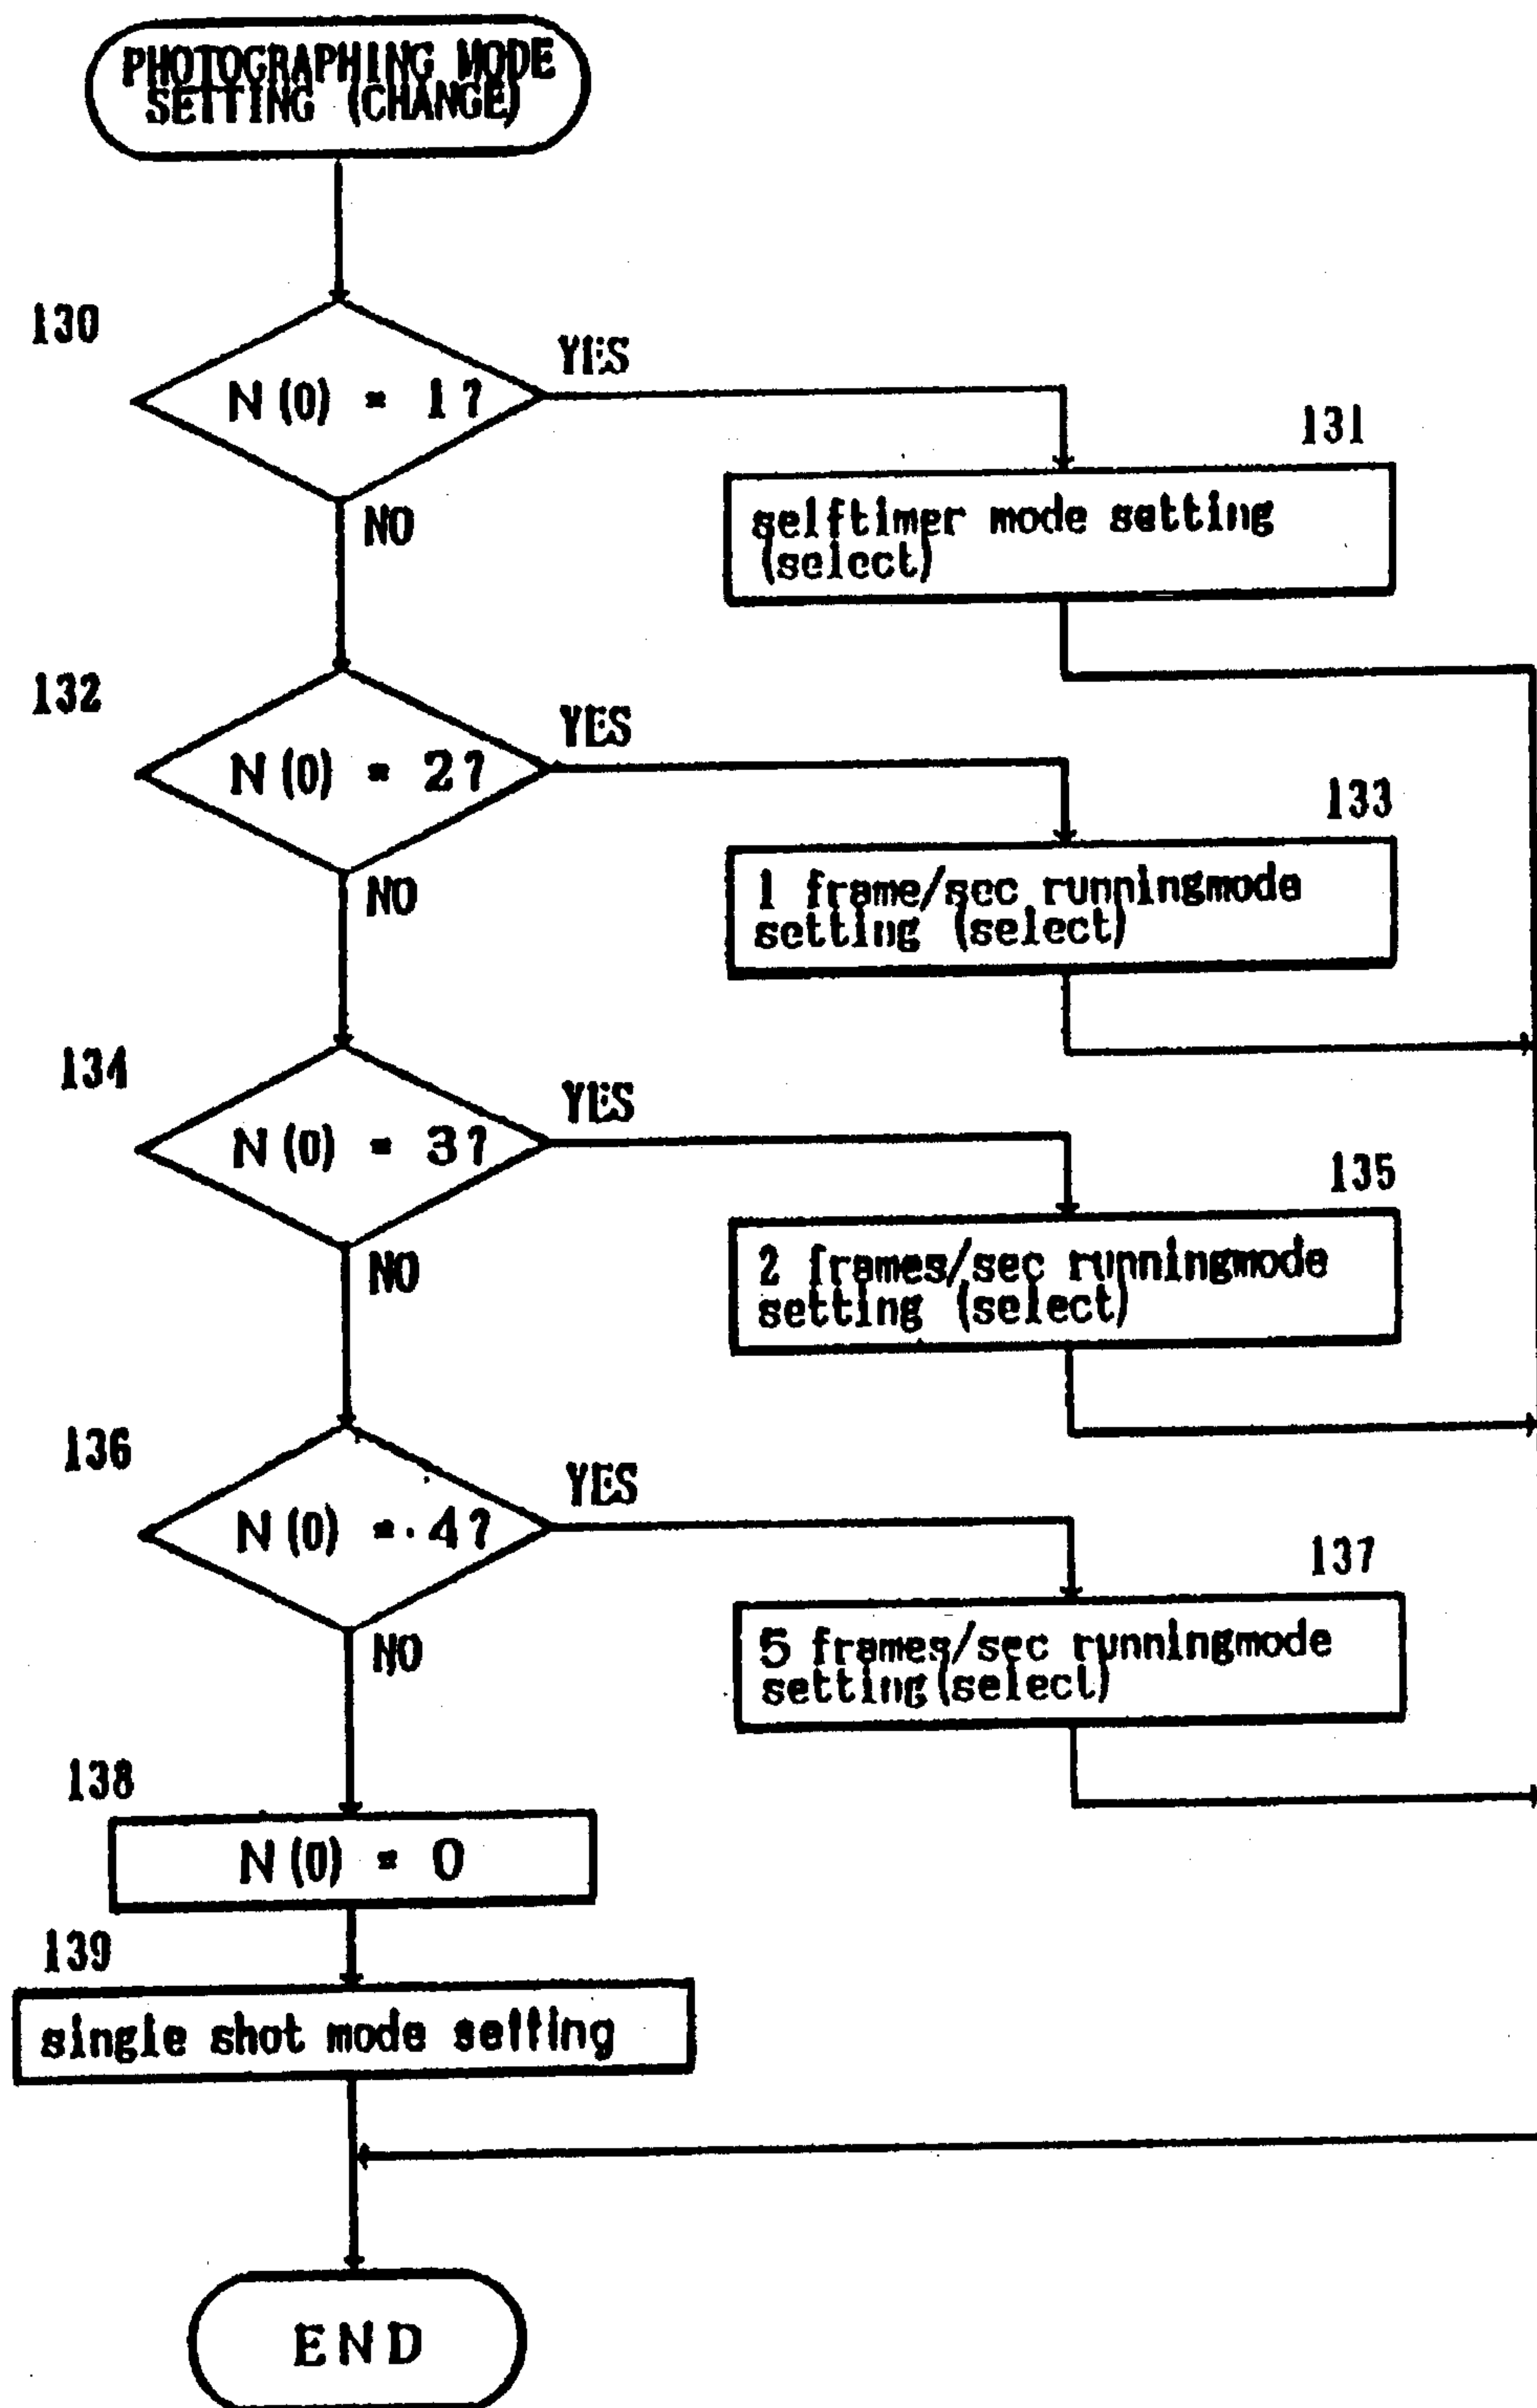 PHOTOGRAPHING MODE
SETTING (CHANGE)
130
N(0) = 1?
YES
NO
131
selftimer mode setting
(select)
132
N(0) = 2?
YES
NO
133
1 frame/sec runningmode
setting (select)
134
N(0) = 3?
YES
NO
135
2 frames/sec runningmode
setting (select)
136
N(0) = 4?
YES
NO
137
5 frames/sec runningmode
setting(select)
138
N(0) = 0
139
single shot mode setting
END